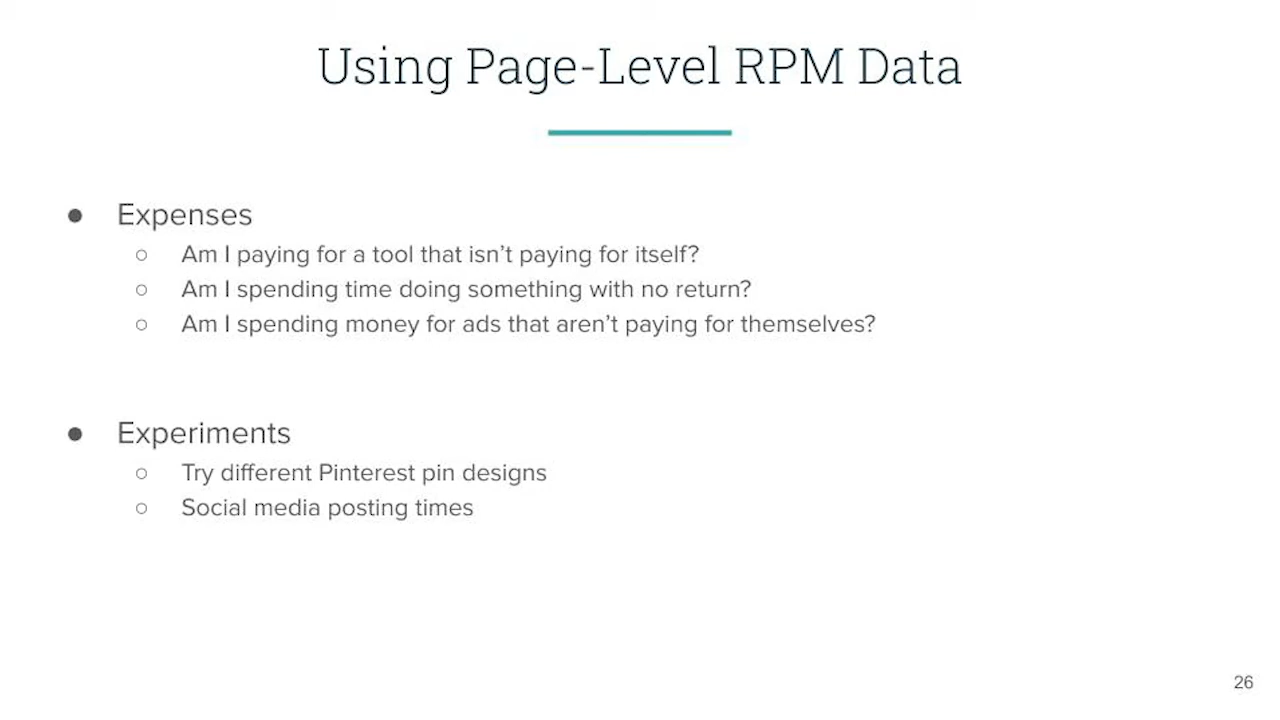 Using Page-Level RPM Data
● Expenses
○ Am I paying for a tool that isn’t paying for itself?
○ Am I spending time doing something with no return?
○ Am I spending money for ads that aren’t paying for themselves?
● Experiments
○ Try different Pinterest pin designs
○ Social media posting times
26